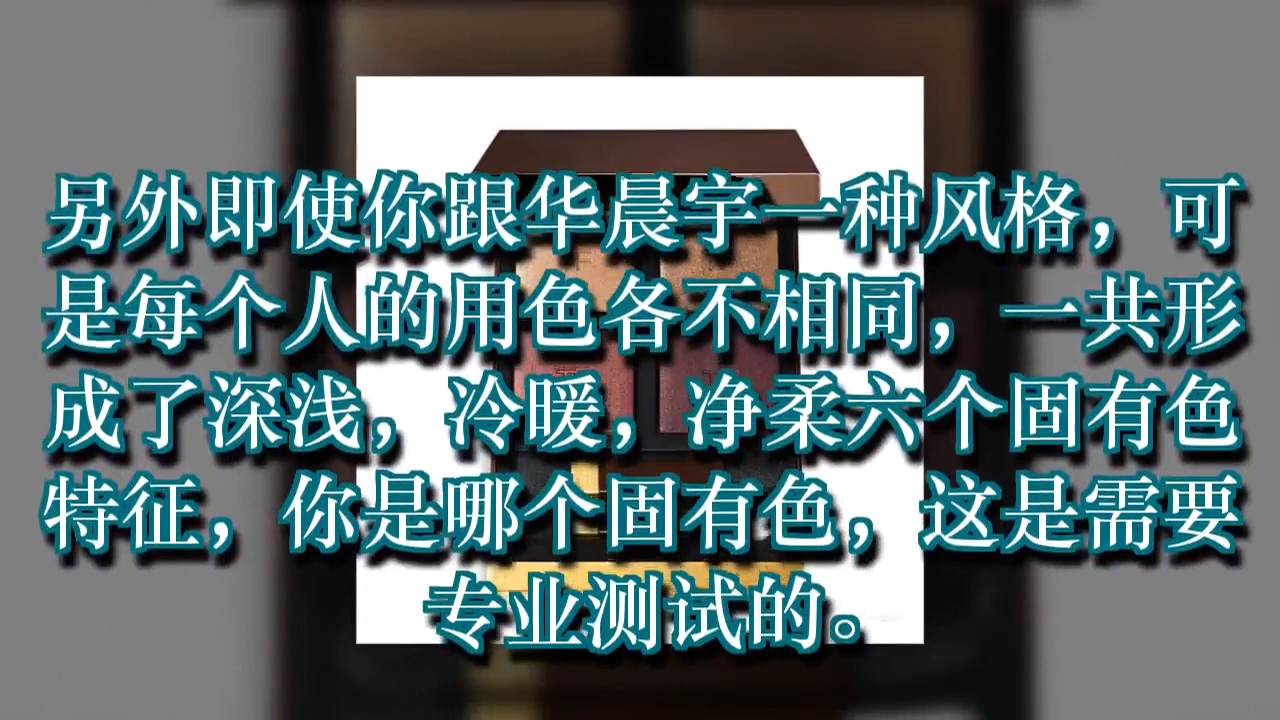 另外即使你跟华晨宇一种风格，可
是每个人的用色各不相同，一共形
成了深浅，冷暖，净柔六个固有色
特征，你是哪个固有色，这是需要
专业测试的。